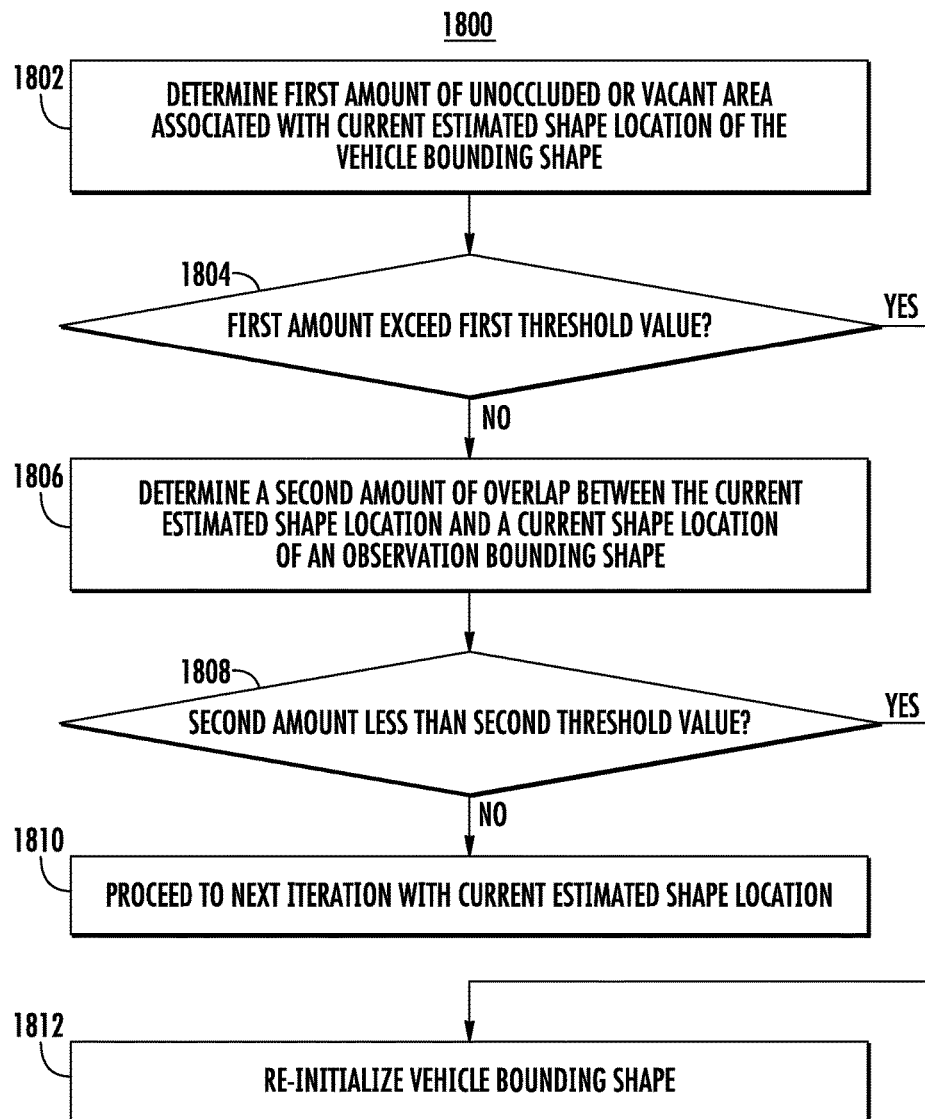 1800
1802
DETERMINE FIRST AMOUNT OF UNOCCLUDED OR VACANT AREA
ASSOCIATED WITH CURRENT ESTIMATED SHAPE LOCATION OF THE
VEHICLE BOUNDING SHAPE
1804
FIRST AMOUNT EXCEED FIRST THRESHOLD VALUE?
YES
NO
1806
DETERMINE A SECOND AMOUNT OF OVERLAP BETWEEN THE CURRENT
ESTIMATED SHAPE LOCATION AND A CURRENT SHAPE LOCATION
OF AN OBSERVATION BOUNDING SHAPE
1808
SECOND AMOUNT LESS THAN SECOND THRESHOLD VALUE?
YES
NO
1810
PROCEED TO NEXT ITERATION WITH CURRENT ESTIMATED SHAPE LOCATION
1812
RE-INITIALIZE VEHICLE BOUNDING SHAPE